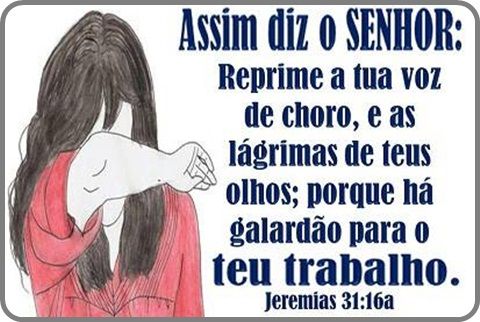 Assim diz o SENHOR:
Reprime a tua voz
de choro, e as
lágrimas de teus
olhos; porque há
galardão para o
teu trabalho.
Jeremias 31:16a